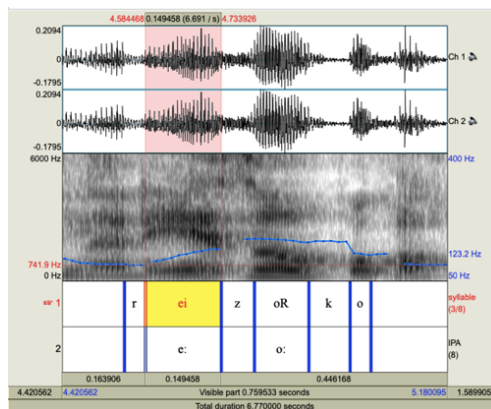 4.584468 0.149458 (6.691 / s) 4.733926
0.2094
0
-0.1795
Ch 1
0.2094
0
-0.1795
Ch 2
6000 Hz 400 Hz
741.9 Hz 123.2 Hz
0 Hz 50 Hz
1 r ei z oR k o syllable
(3/8)
2 e: o: IPA
(8)
0.163906 0.149458 0.446168
4.420562 4.420562 Visible part 0.759533 seconds 5.180095 1.589905
Total duration 6.770000 seconds